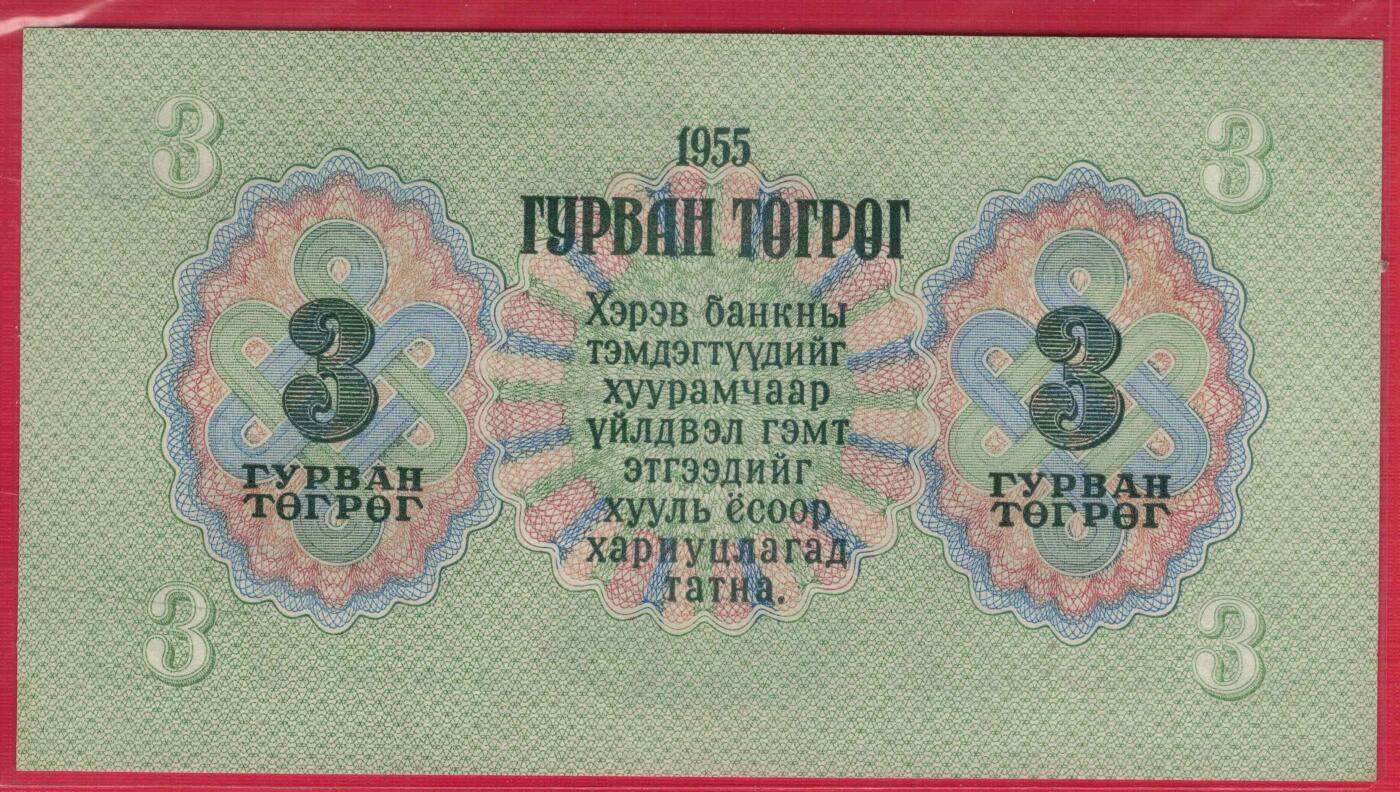 3
3
1955
ГУРВАН ТӨГРӨГ
Хэрэв банкны
тэмдэгтүүдийг
хуурамчаар
үйлдвэл гэмт
этгээдийг
хууль ёсоор
хариуцлагад
татна.
3
ГУРВАН
ТӨГРӨГ
3
ГУРВАН
ТӨГРӨГ
3
3